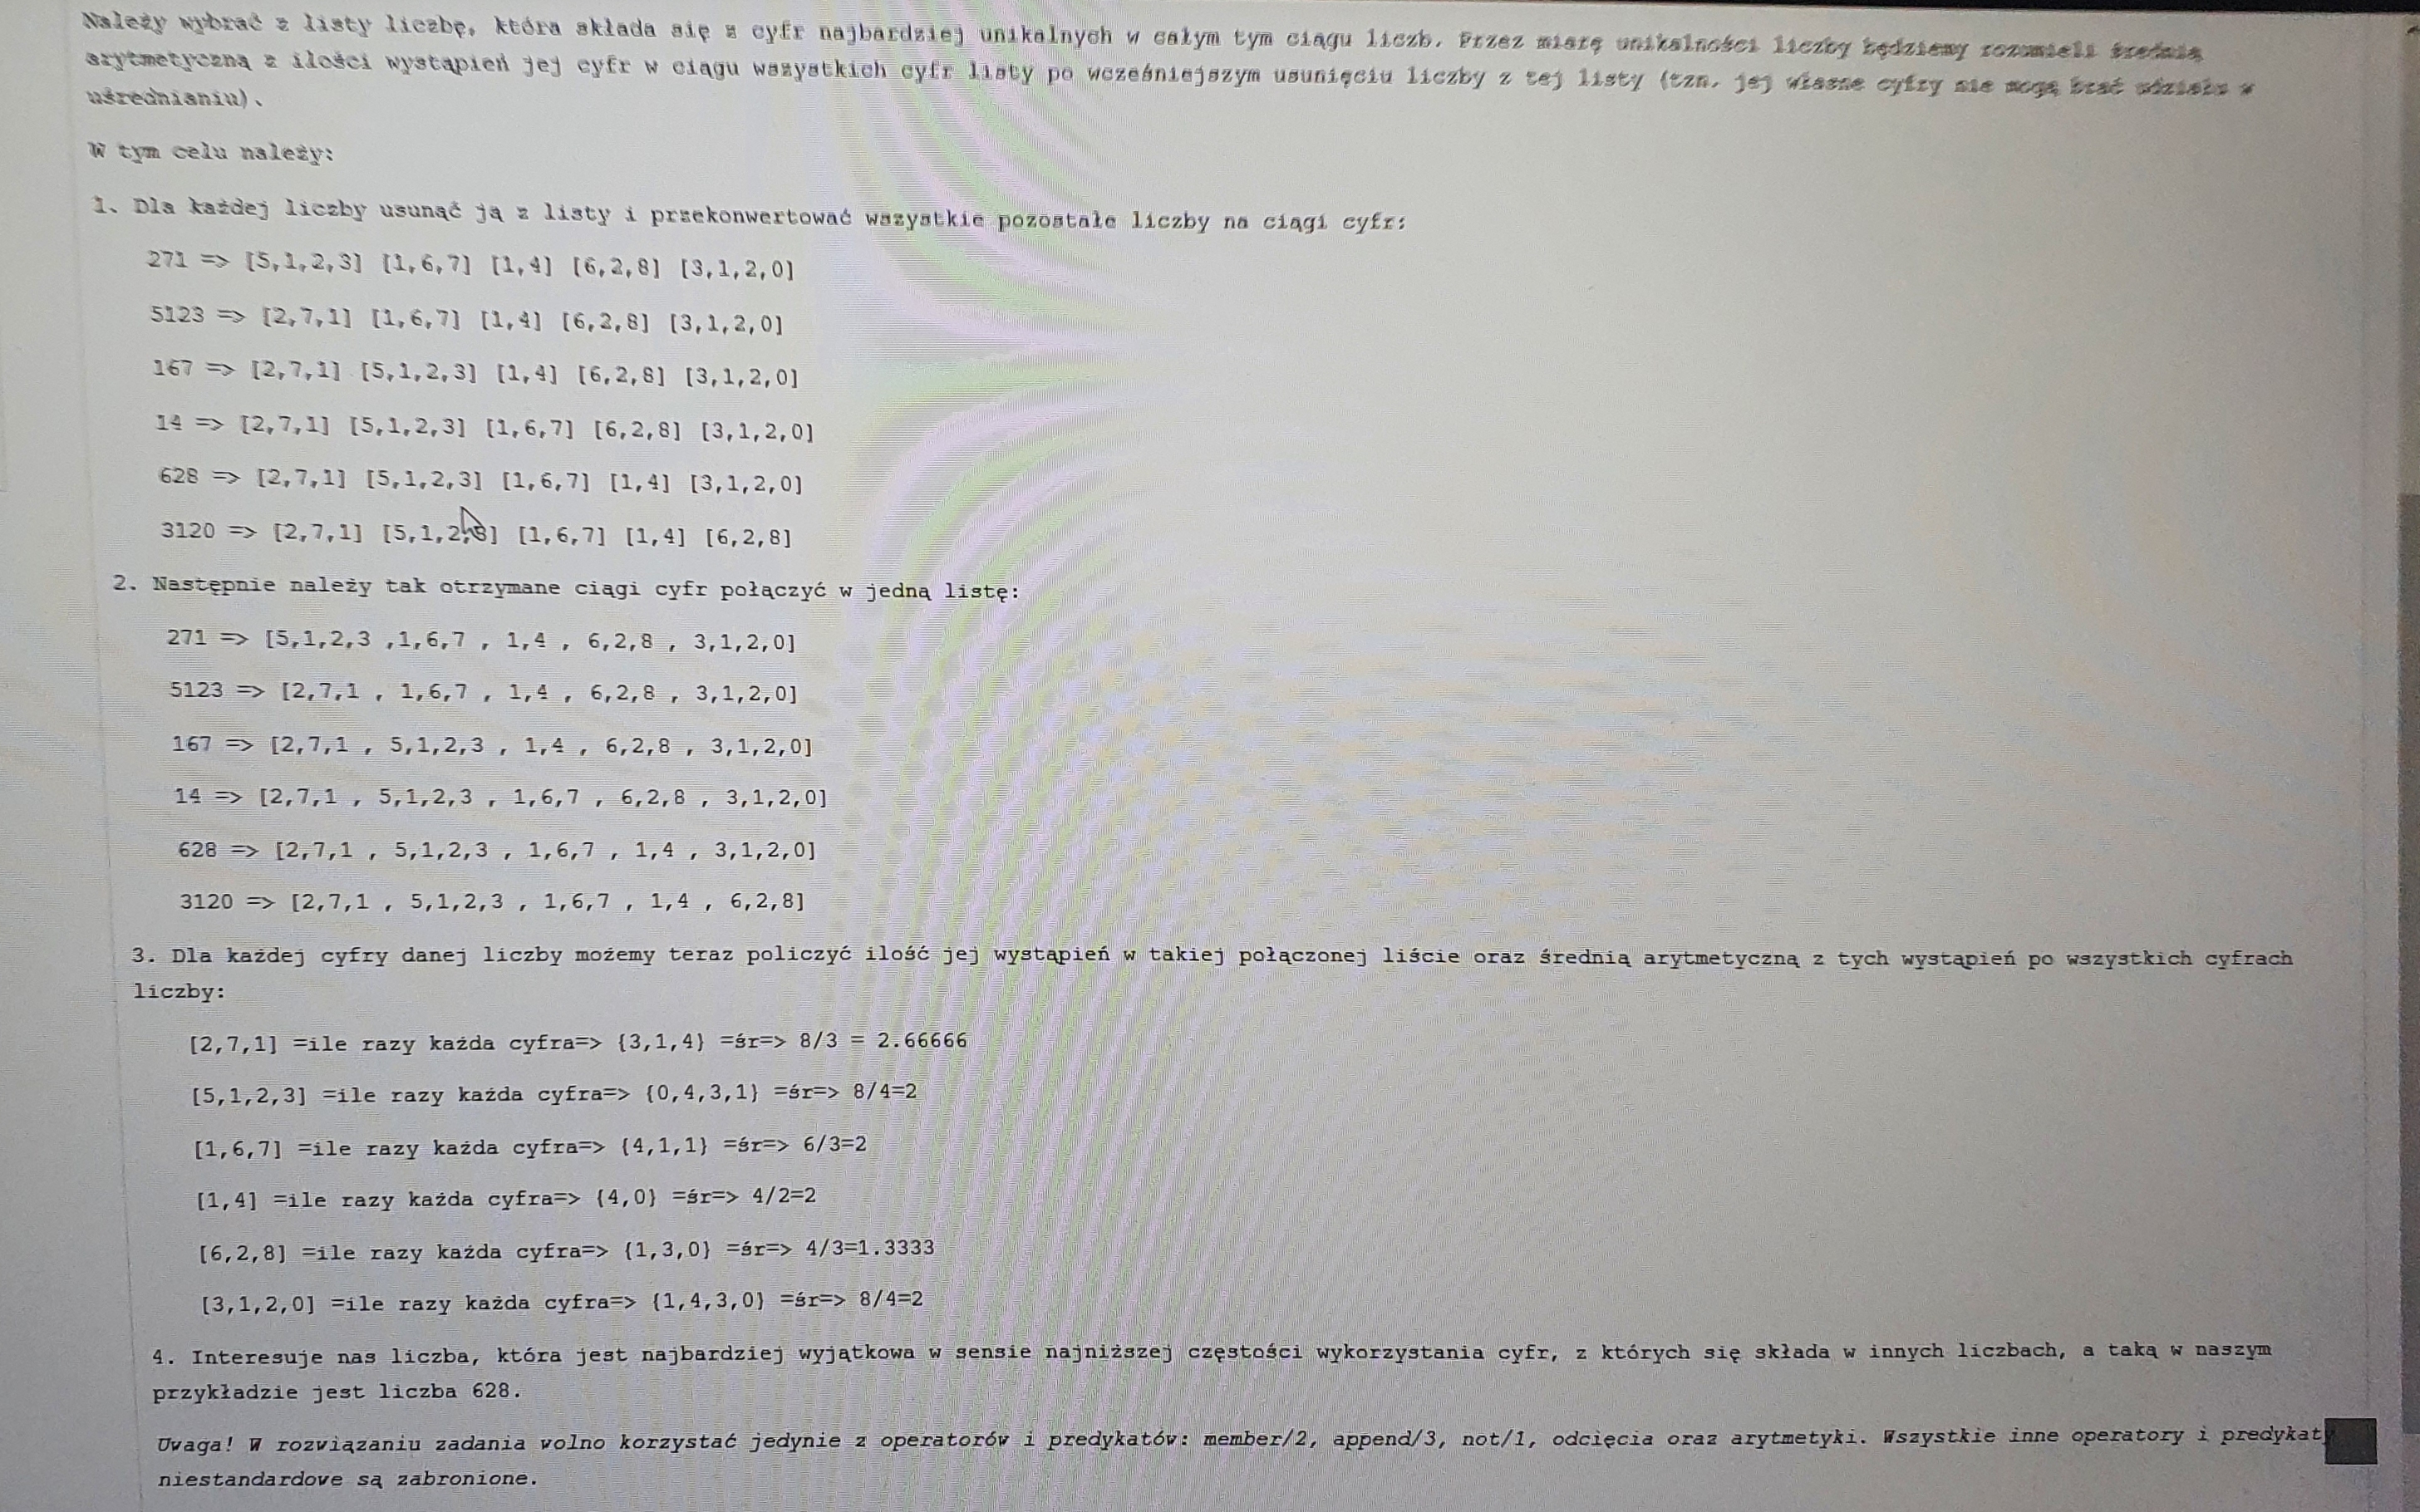 Należy wybrać z listy liczbę, która składa się z cyfr najbardziej unikalnych w całym tym ciągu liczb. Przez miarę unikalności liczby będziemy rozumieli średnią
arytmetyczną z ilości wystąpień jej cyfr w ciągu wszystkich cyfr listy po wcześniejszym usunięciu liczby z tej listy (tzn. jej własne cyfry nie mogą brać udziału w
uśrednianiu).
W tym celu należy:
1. Dla każdej liczby usunąć ją z listy i przekonwertować wszystkie pozostałe liczby na ciągi cyfr:
271 => [5,1,2,3] [1,6,7] [1,4] [6,2,8] [3,1,2,0]
5123 => [2,7,1] [1,6,7] [1,4] [6,2,8] [3,1,2,0]
167 => [2,7,1] [5,1,2,3] [1,4] [6,2,8] [3,1,2,0]
14 => [2,7,1] [5,1,2,3] [1,6,7] [6,2,8] [3,1,2,0]
628 => [2,7,1] [5,1,2,3] [1,6,7] [1,4] [3,1,2,0]
3120 => [2,7,1] [5,1,2,3] [1,6,7] [1,4] [6,2,8]
2. Następnie należy tak otrzymane ciągi cyfr połączyć w jedną listę:
271 => [5,1,2,3 ,1,6,7 , 1,4 , 6,2,8 , 3,1,2,0]
5123 => [2,7,1 , 1,6,7 , 1,4 , 6,2,8 , 3,1,2,0]
167 => [2,7,1 , 5,1,2,3 , 1,4 , 6,2,8 , 3,1,2,0]
14 => [2,7,1 , 5,1,2,3 , 1,6,7 , 6,2,8 , 3,1,2,0]
628 => [2,7,1 , 5,1,2,3 , 1,6,7 , 1,4 , 3,1,2,0]
3120 => [2,7,1 , 5,1,2,3 , 1,6,7 , 1,4 , 6,2,8]
3. Dla każdej cyfry danej liczby możemy teraz policzyć ilość jej wystąpień w takiej połączonej liście oraz średnią arytmetyczną z tych wystąpień po wszystkich cyfrach
liczby:
[2,7,1] =ile razy każda cyfra=> {3,1,4} =śr=> 8/3 = 2.66666
[5,1,2,3] =ile razy każda cyfra=> {0,4,3,1} =śr=> 8/4=2
[1,6,7] =ile razy każda cyfra=> {4,1,1} =śr=> 6/3=2
[1,4] =ile razy każda cyfra=> {4,0} =śr=> 4/2=2
[6,2,8] =ile razy każda cyfra=> {1,3,0} =śr=> 4/3=1.3333
[3,1,2,0] =ile razy każda cyfra=> {1,4,3,0} =śr=> 8/4=2
4. Interesuje nas liczba, która jest najbardziej wyjątkowa w sensie najniższej częstości wykorzystania cyfr, z których się składa w innych liczbach, a taką w naszym
przykładzie jest liczba 628.
Uwaga! W rozwiązaniu zadania wolno korzystać jedynie z operatorów i predykatów: member/2, append/3, not/1, odcięcia oraz arytmetyki. Wszystkie inne operatory i predykaty
niestandardowe są zabronione.